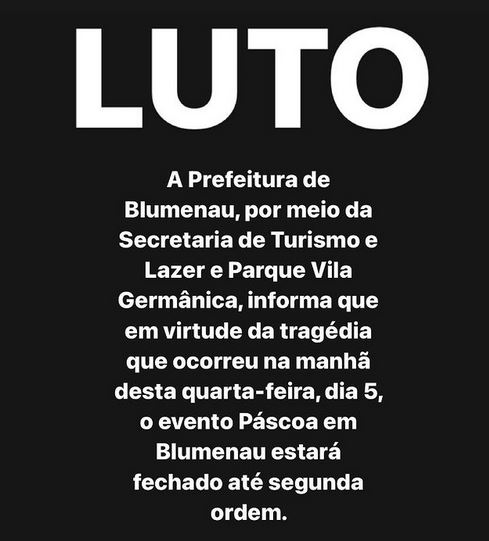 LUTO
A Prefeitura de
Blumenau, por meio da
Secretaria de Turismo e
Lazer e Parque Vila
Germânica, informa que
em virtude da tragédia
que ocorreu na manhã
desta quarta-feira, dia 5,
o evento Páscoa em
Blumenau estará
fechado até segunda
ordem.